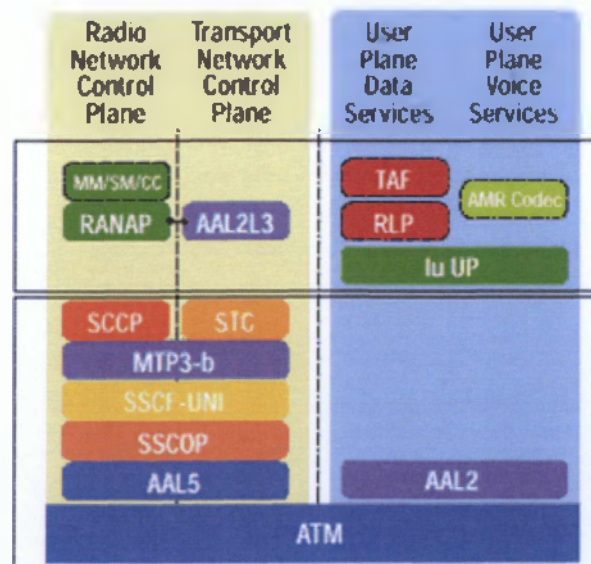 Radio Network Control Plane
Transport Network Control Plane
User Plane Data Services
User Plane Voice Services
MM/SM/CC
TAF
AMR Codec
RANAP
AAL2L3
RLP
Iu UP
SCCP
STC
MTP3-b
SSCF-UNI
SSCOP
AAL5
AAL2
ATM